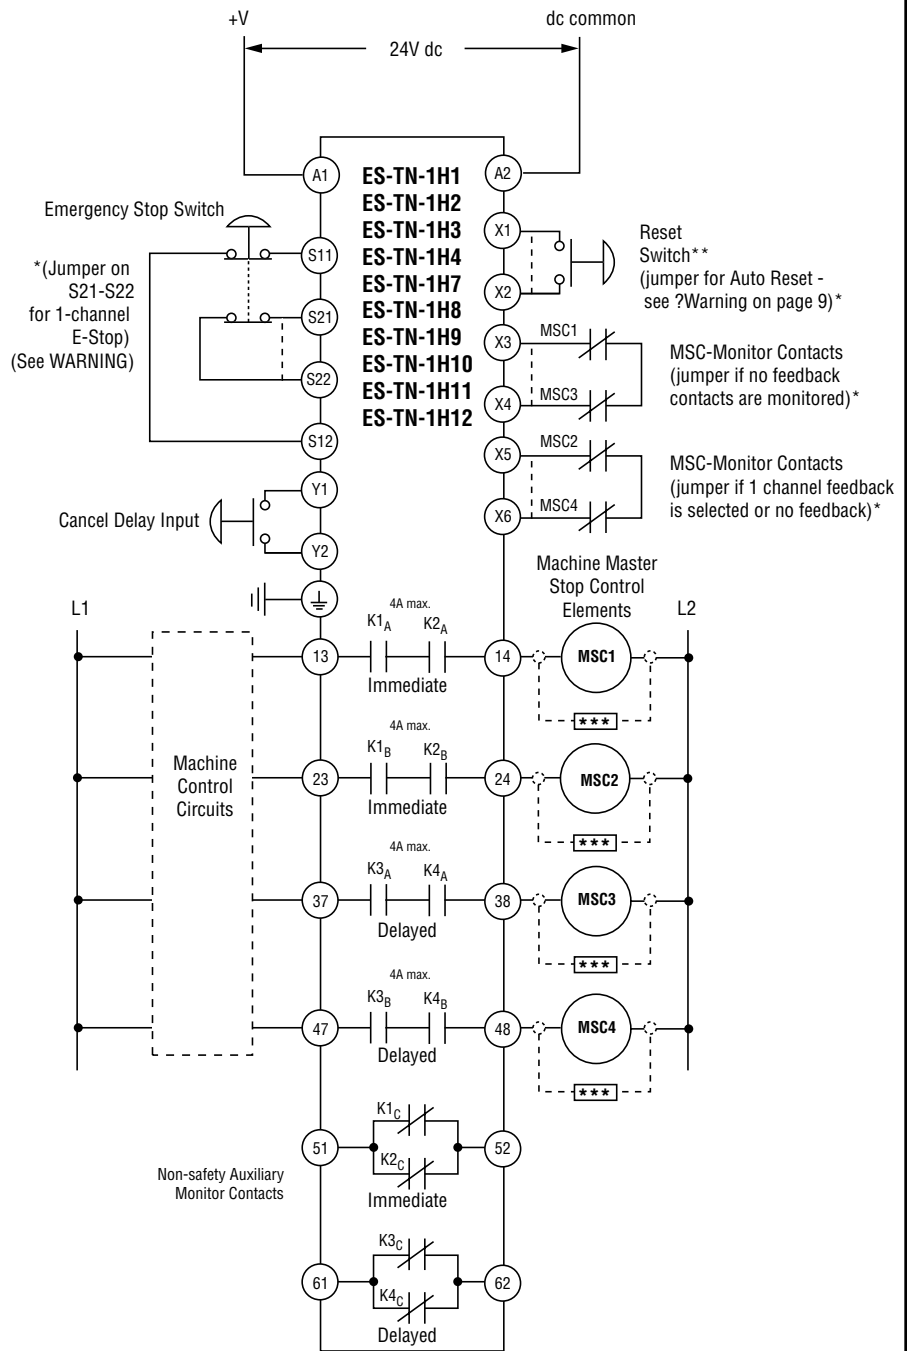 +V
dc common
24V dc
A1
ES-TN-1H1
A2
ES-TN-1H2
ES-TN-1H3
ES-TN-1H4
ES-TN-1H7
ES-TN-1H8
ES-TN-1H9
ES-TN-1H10
ES-TN-1H11
ES-TN-1H12
Emergency Stop Switch
*(Jumper on
S21-S22
for 1-channel
E-Stop)
(See WARNING)
S11
S21
S22
S12
X1
X2
Reset
Switch**
(jumper for Auto Reset -
see ?Warning on page 9)*
X3
MSC1
X4
MSC3
MSC-Monitor Contacts
(jumper if no feedback
contacts are monitored)*
X5
MSC2
X6
MSC4
MSC-Monitor Contacts
(jumper if 1 channel feedback
is selected or no feedback)*
Cancel Delay Input
Y1
Y2
Machine Master
Stop Control
Elements
L1
L2
4A max.
K1A K2A
13
14
MSC1
Immediate
***
Machine
Control
Circuits
4A max.
K1B K2B
23
24
MSC2
Immediate
***
4A max.
K3A K4A
37
38
MSC3
Delayed
***
4A max.
K3B K4B
47
48
MSC4
Delayed
***
Non-safety Auxiliary
Monitor Contacts
K1C
51
52
K2C
Immediate
K3C
61
62
K4C
Delayed